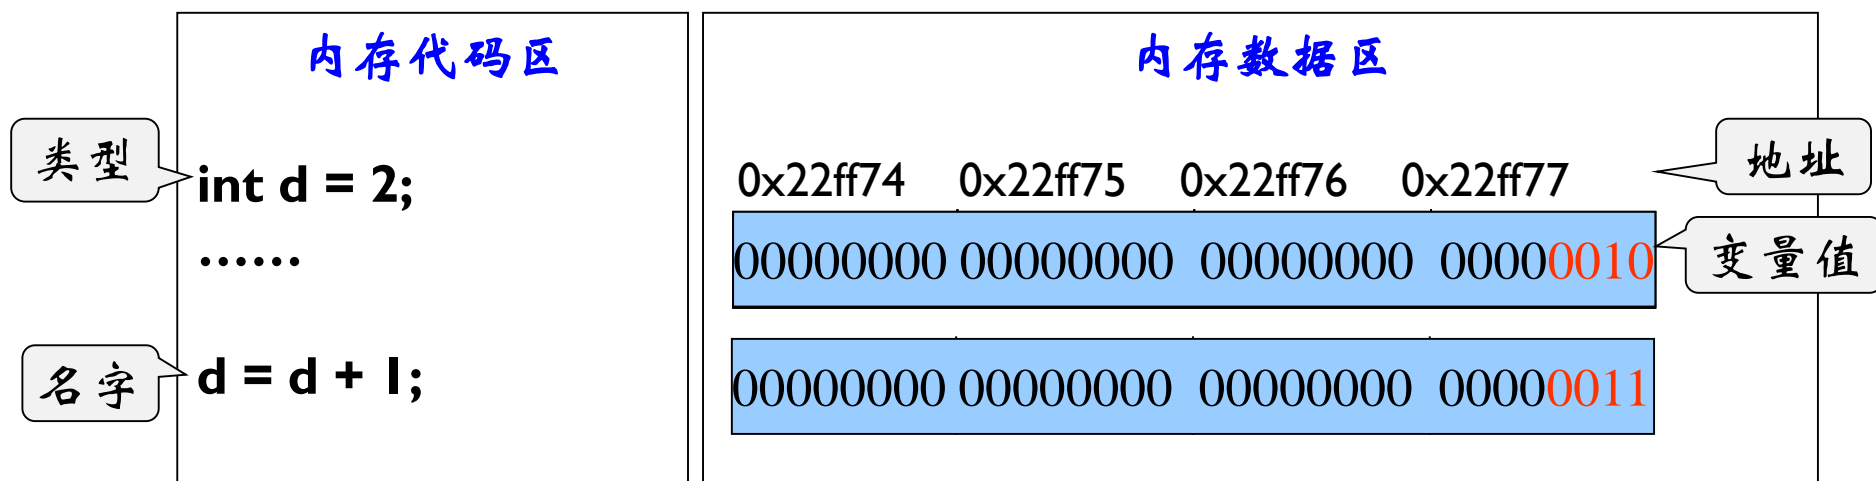 内存代码区
类型
int d = 2;
……
名字
d = d + 1;
内存数据区
0x22ff74 0x22ff75 0x22ff76 0x22ff77
地址
00000000 00000000 00000000 00000010
变量值
00000000 00000000 00000000 00000011